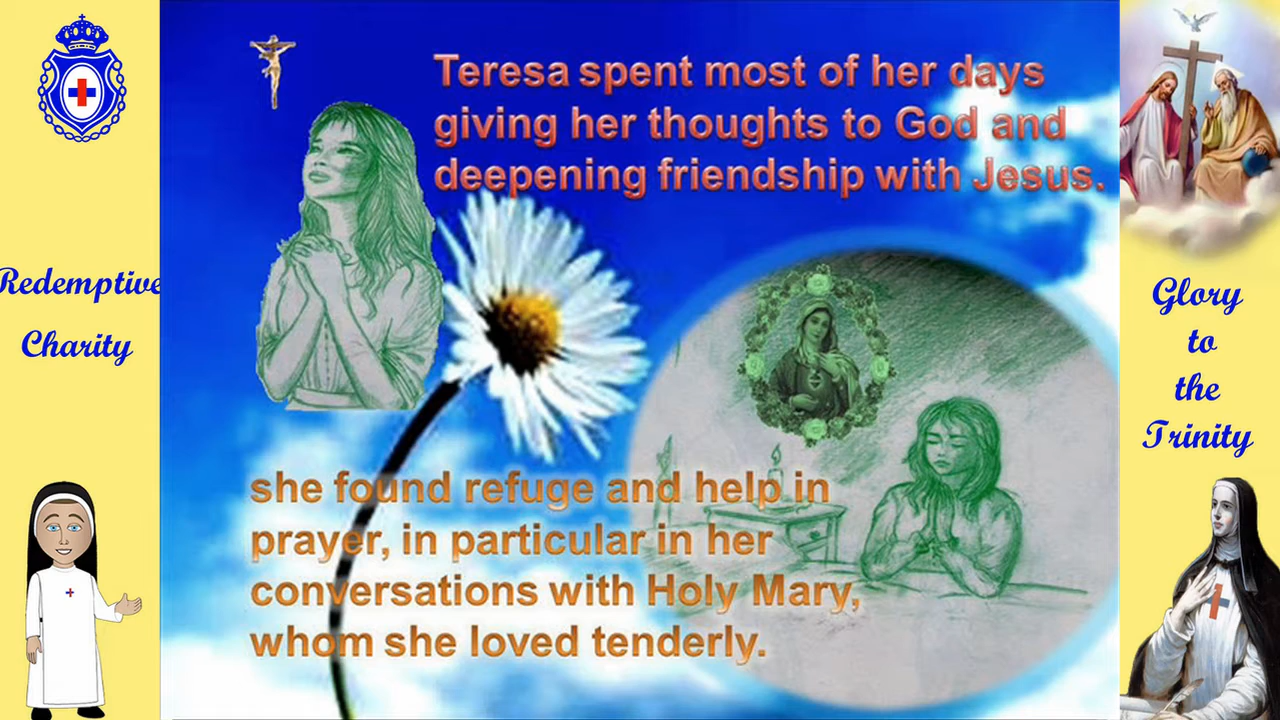 Redemptive
Charity
Teresa spent most of her days
giving her thoughts to God and
deepening friendship with Jesus.
she found refuge and help in
prayer, in particular in her
conversations with Holy Mary,
whom she loved tenderly.
Glory
to
the
Trinity